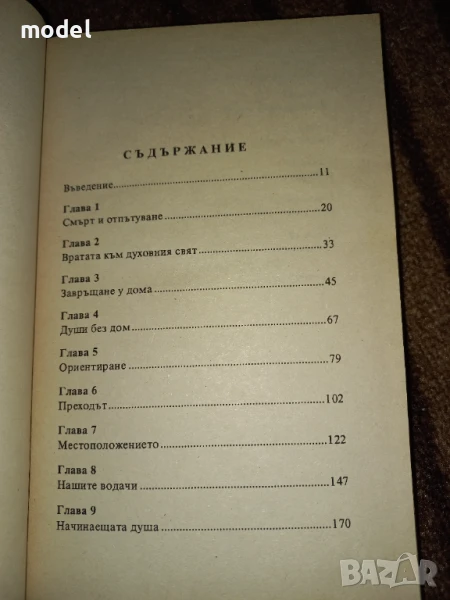 model
СЪДЪРЖАНИЕ
Въведение.....11
Глава 1
Смърт и отпътуване.....20
Глава 2
Вратата към духовния свят.....33
Глава 3
Завръщане у дома.....45
Глава 4
Души без дом.....67
Глава 5
Ориентиране.....79
Глава 6
Преходът.....102
Глава 7
Местоположението.....122
Глава 8
Нашите водачи.....147
Глава 9
Начинаещата душа.....170
BAZAR